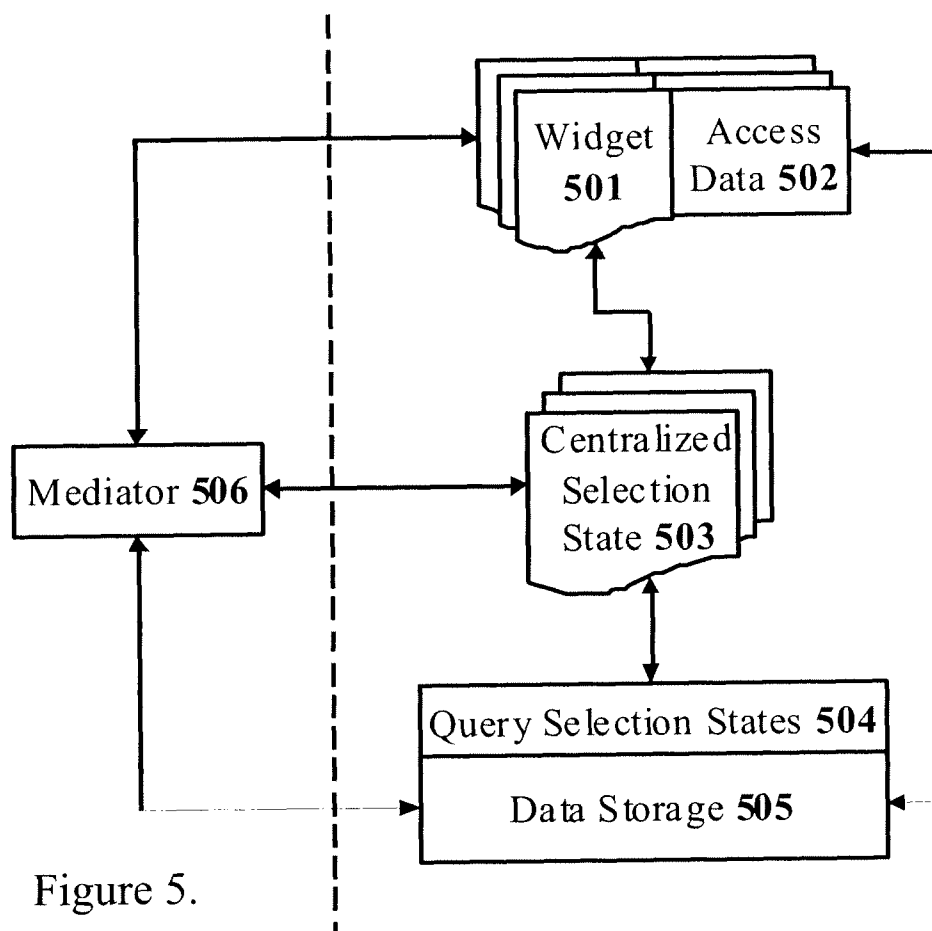 Widget
501
Access
Data 502
Centralized
Selection
State 503
Mediator 506
Query Selection States 504
Data Storage 505
Figure 5.